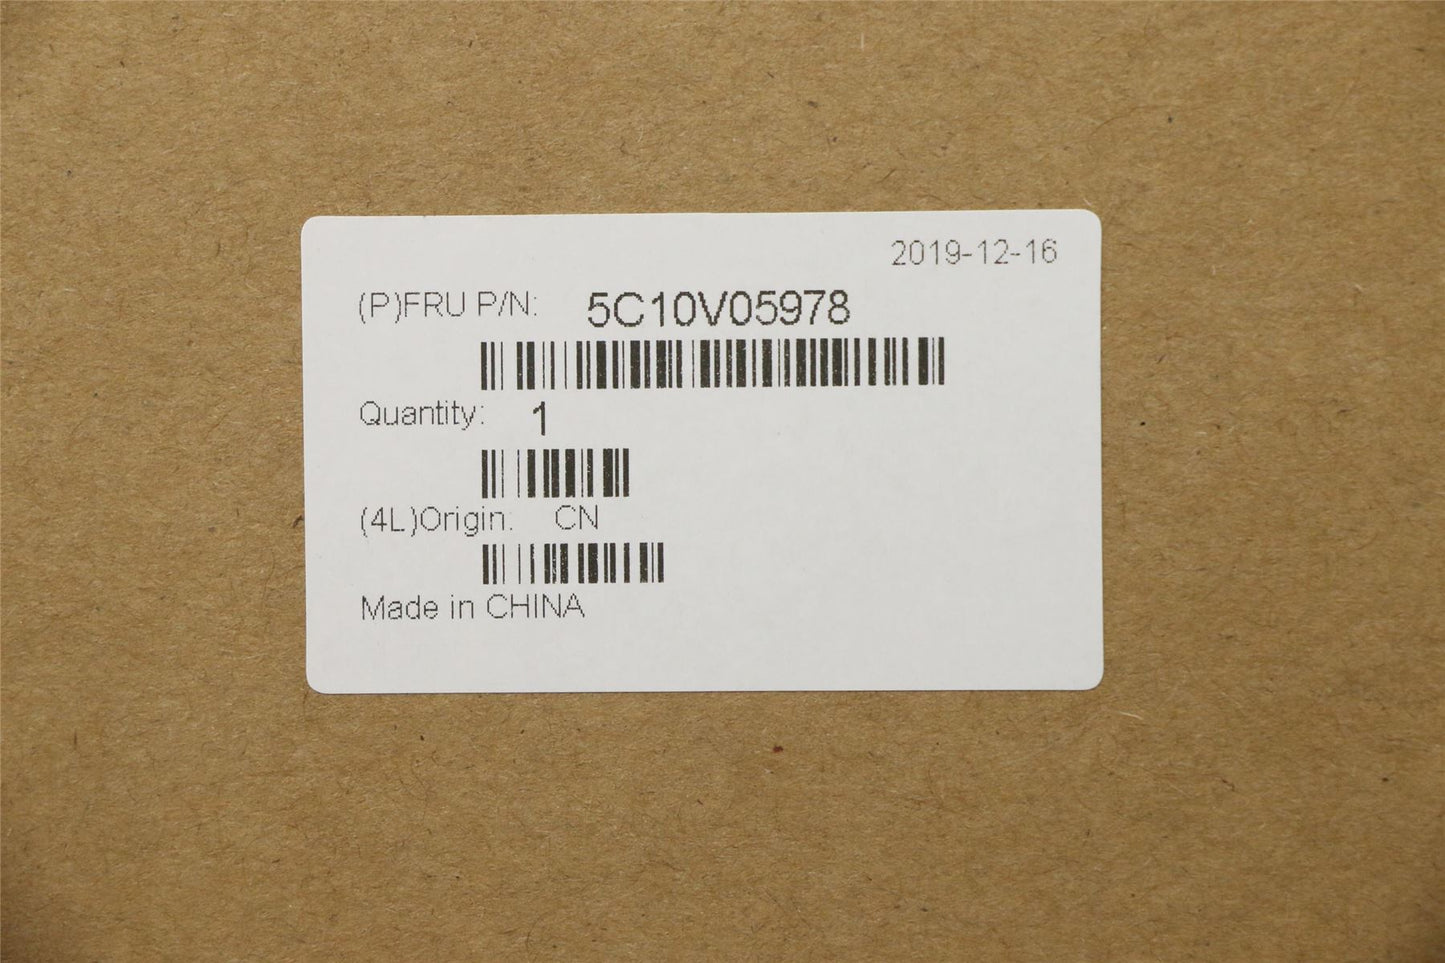 2019-12-16
(P)FRU P/N: 5C10V05978
Quantity: 1
(4L)Origin: CN
Made in CHINA